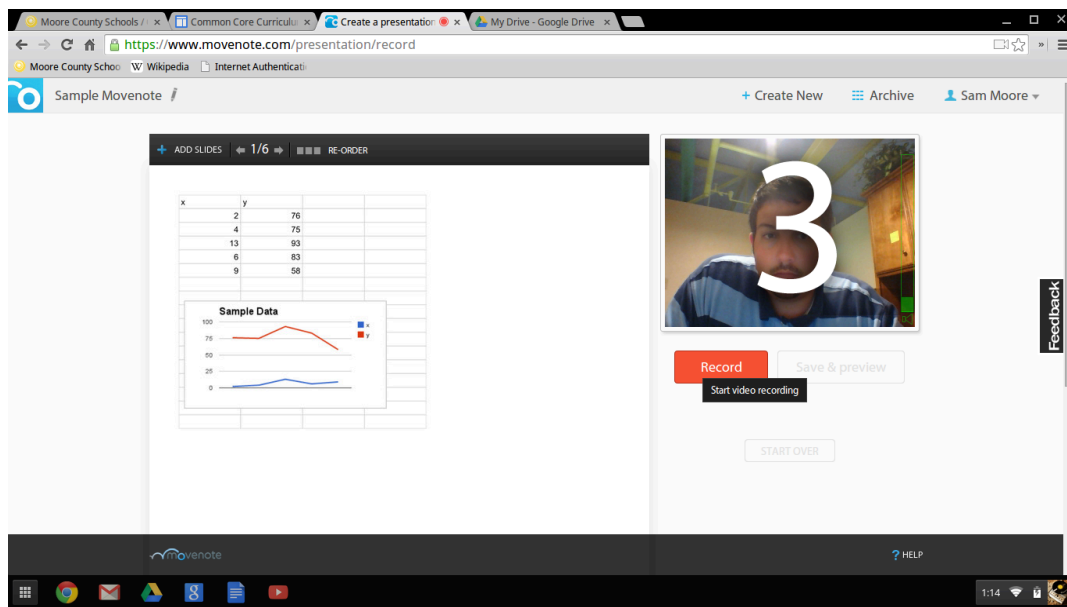 Moore County Schools /
Common Core Curriculu
Create a presentation
My Drive - Google Drive
https://www.movenote.com/presentation/record
Moore County Schoo
W Wikipedia
Internet Authenticati
Sample Movenote
+ Create New
Archive
Sam Moore
+ ADD SLIDES
1/6
RE-ORDER
x y
2 76
4 75
13 93
6 83
9 58
Sample Data
100
75
50
25
0
x
y
3
Record
Save & preview
Start video recording
START OVER
Feedback
movenote
? HELP
8
1:14